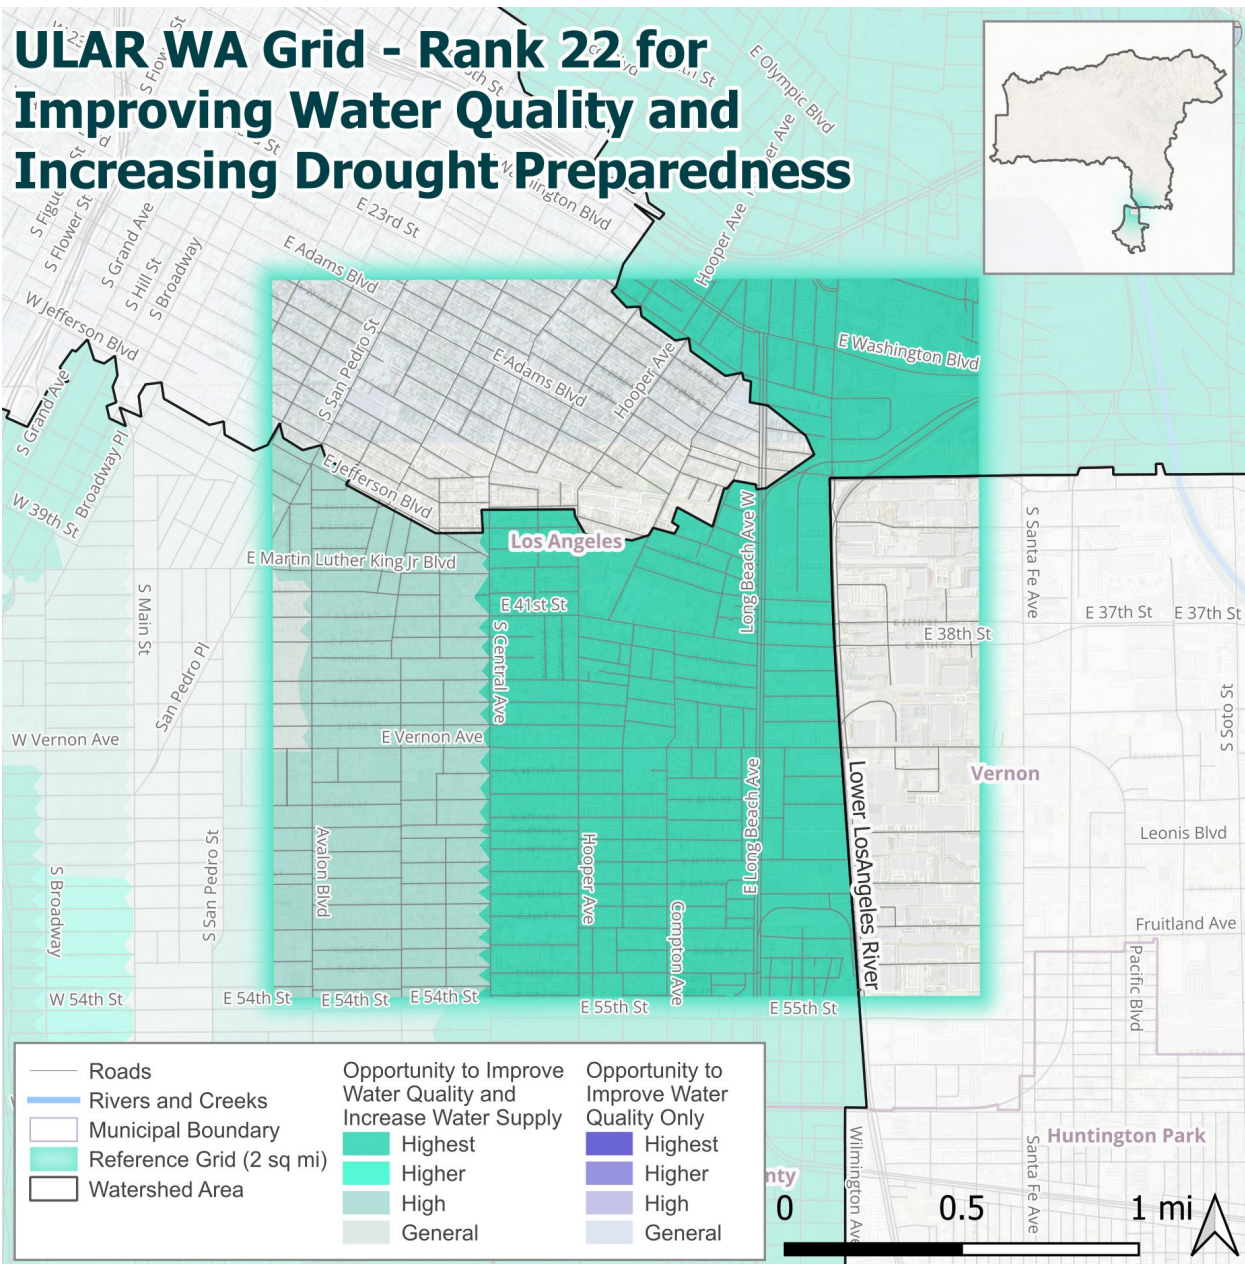 ULAR WA Grid - Rank 22 for
Improving Water Quality and
Increasing Drought Preparedness
S Flow St
E Olympic Blvd
Hooper Ave
S Flower St
S Grand Ave
S Hill St
S Broadway
E 23rd St
E Adams Blvd
W Jefferson Blvd
S San Pedro St
E Adams Blvd
Hooper Ave
E Washington Blvd
S Grand Ave
Broadway Pl
W 39th St
E Jefferson Blvd
Los Angeles
Long Beach Ave W
S Santa Fe Ave
E Martin Luther King Jr Blvd
E 41st St
S Main St
San Pedro Pl
S Central Ave
E 37th St
E 37th St
E 38th St
S Soto St
W Vernon Ave
E Vernon Ave
Vernon
Lower LosAngeles River
E Long Beach Ave
Leonis Blvd
S Broadway
S San Pedro St
Avalon Blvd
Hooper Ave
Compton Ave
Fruitland Ave
Pacific Blvd
W 54th St
E 54th St
E 54th St
E 54th St
E 55th St
E 55th St
Huntington Park
Wilmington Ave
Santa Fe Ave
nty
Roads
Rivers and Creeks
Municipal Boundary
Reference Grid (2 sq mi)
Watershed Area
Opportunity to Improve
Water Quality and
Increase Water Supply
Highest
Higher
High
General
Opportunity to
Improve Water
Quality Only
Highest
Higher
High
General
0 0.5 1 mi